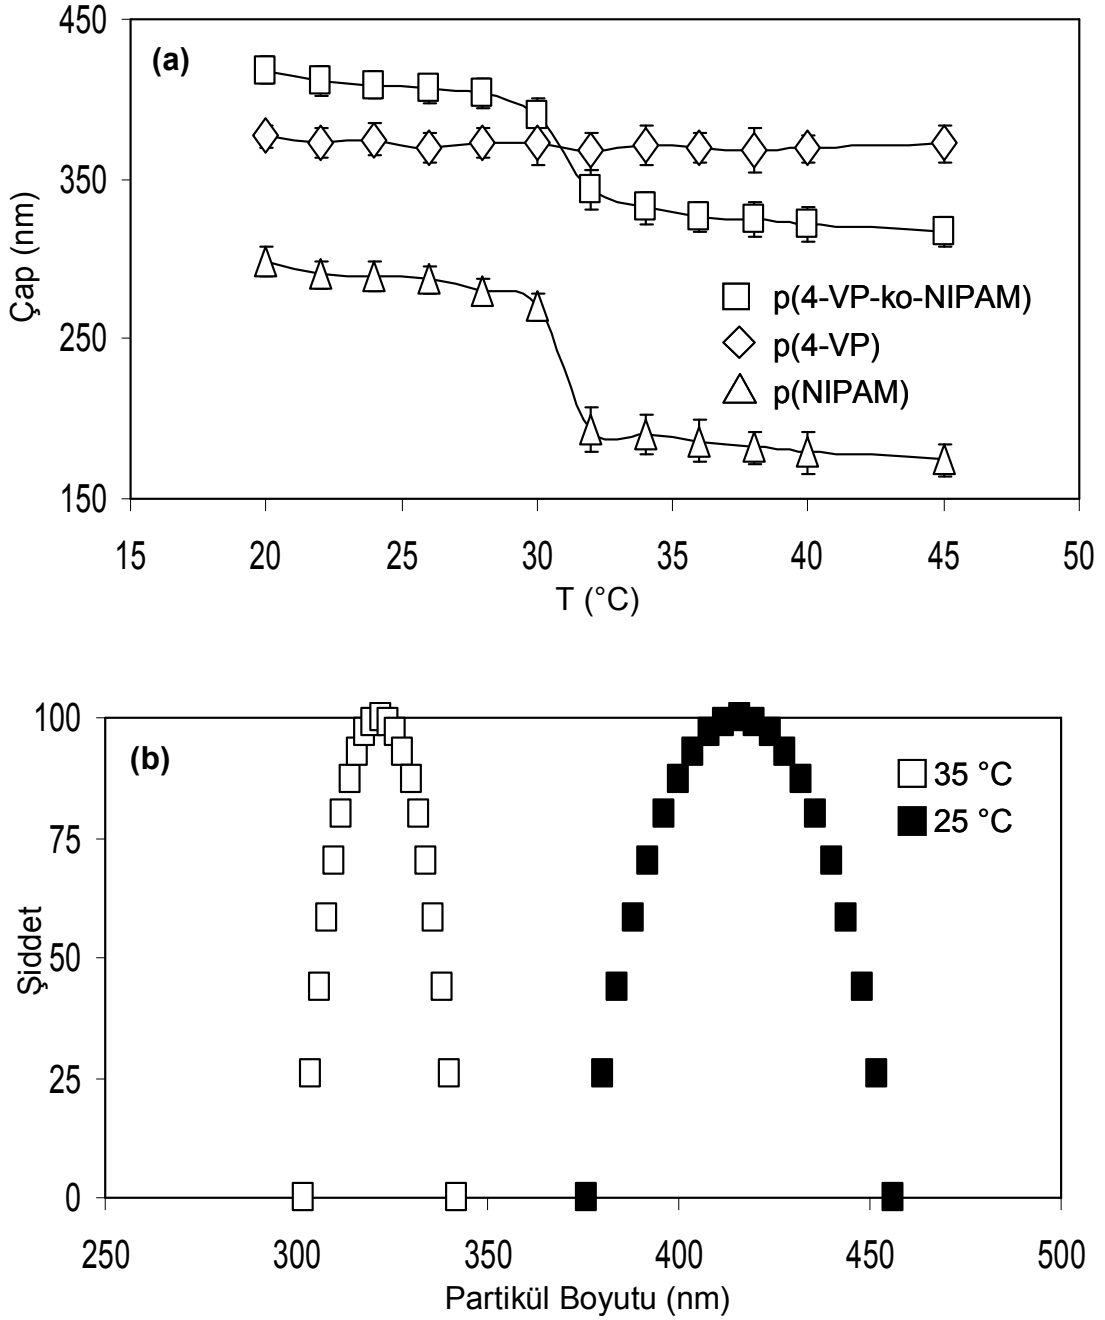 450
(a)
350
Çap (nm)
p(4-VP-ko-NIPAM)
250
p(4-VP)
p(NIPAM)
150
15 20 25 30 35 40 45 50
T (°C)
100
(b)
35 °C
25 °C
75
Şiddet
50
25
0
250 300 350 400 450 500
Partikül Boyutu (nm)